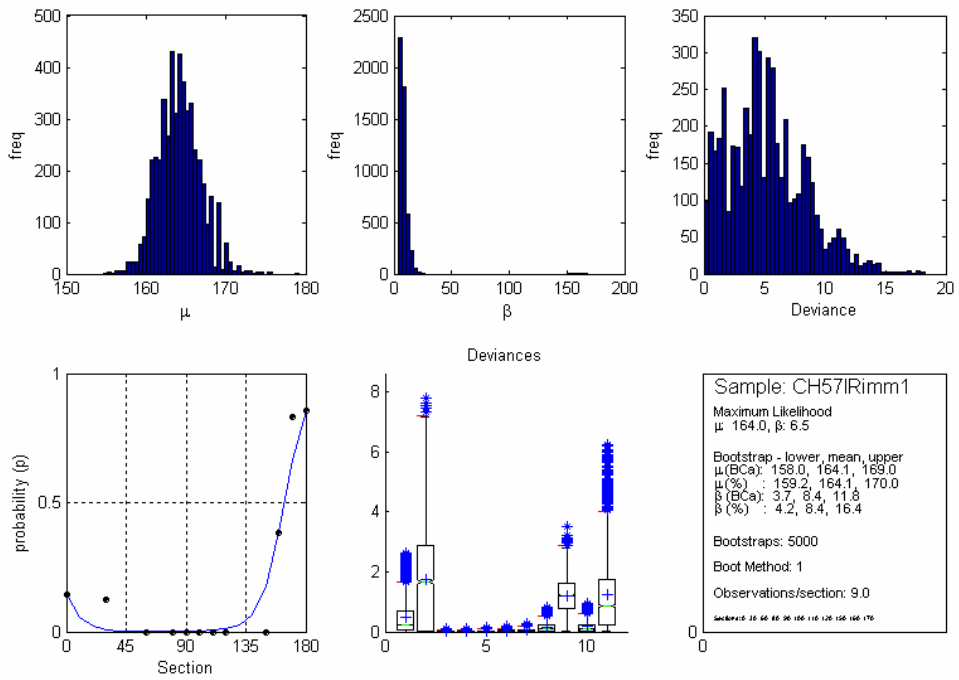 500
400
300
200
100
0
freq
150 160 170 180
μ
2500
2000
1500
1000
500
0
freq
0 50 100 150 200
β
350
300
250
200
150
100
50
0
freq
0 5 10 15 20
Deviance
1
0.5
0
probability (p)
0 45 90 135 180
Section
Deviances
8
6
4
2
0
0 5 10
Sample: CH57IRimm1
Maximum Likelihood
μ: 164.0, β: 6.5
Bootstrap - lower, mean, upper
μ(BCa): 158.0, 164.1, 169.0
μ(%) : 159.2, 164.1, 170.0
β (BCa): 3.7, 8.4, 11.8
β (%) : 4.2, 8.4, 16.4
Bootstraps: 5000
Boot Method: 1
Observations/section: 9.0
0
0